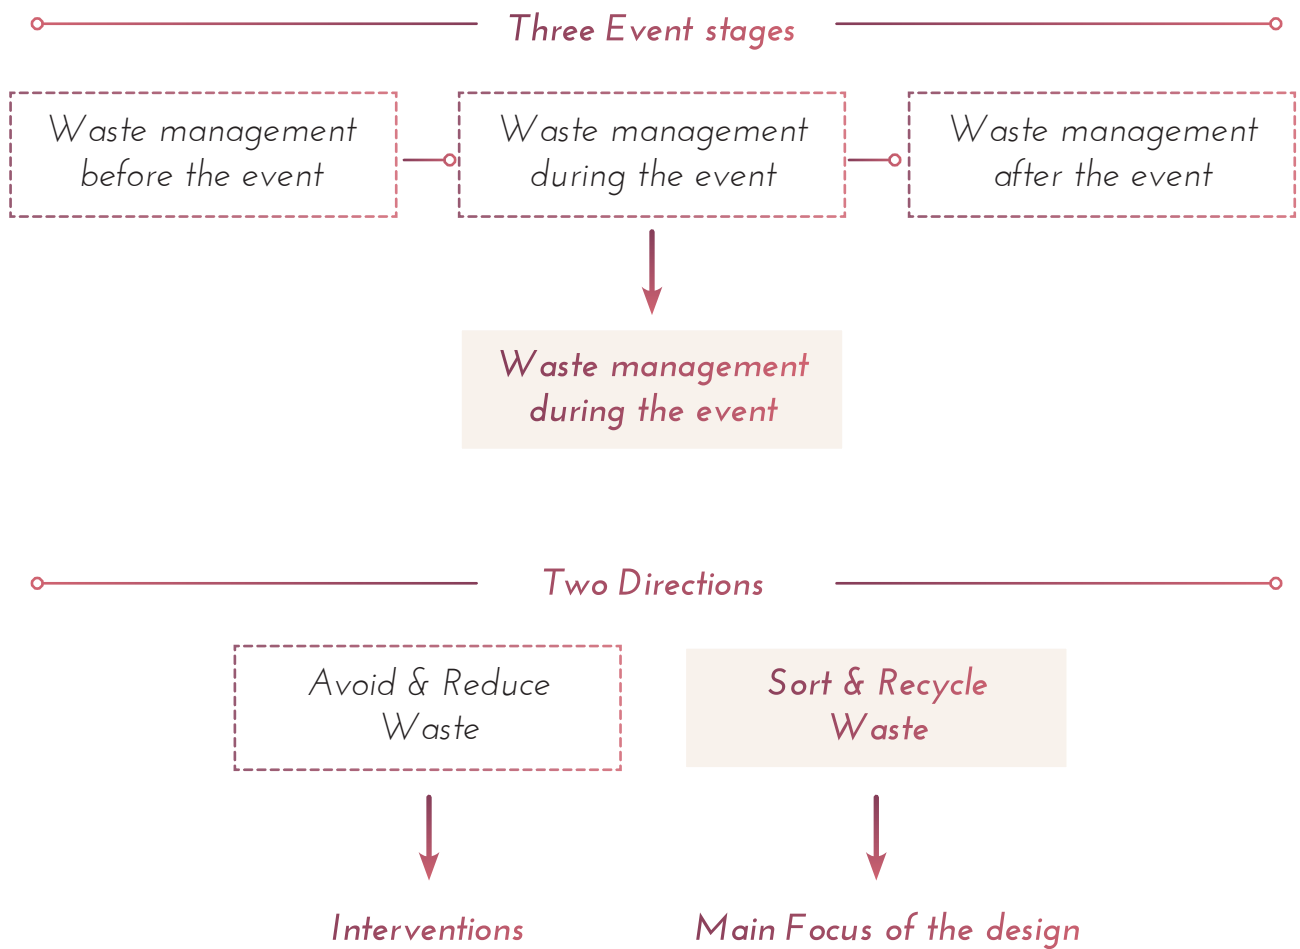 Three Event stages
Waste management
before the event
Waste management
during the event
Waste management
after the event
Waste management
during the event
Two Directions
Avoid & Reduce
Waste
Sort & Recycle
Waste
Interventions
Main Focus of the design